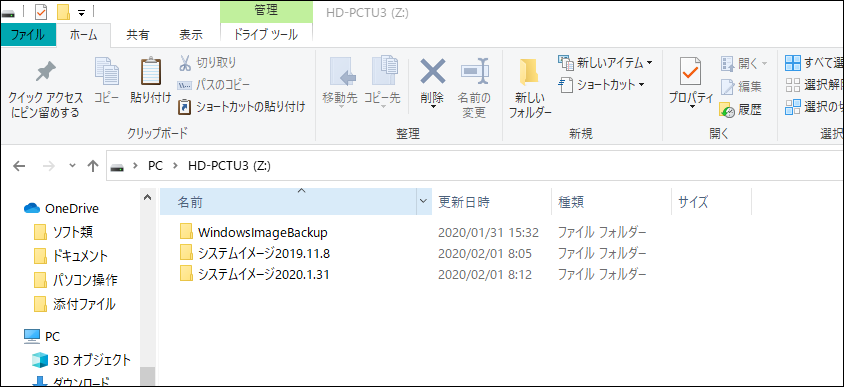 管理 HD-PCTU3 (Z:)
ファイル ホーム 共有 表示 ドライブ ツール
クイック アクセス
にピン留めする
コピー
貼り付け
切り取り
パスのコピー
ショートカットの貼り付け
クリップボード
移動先
コピー先
削除
名前の
変更
整理
新しい
フォルダー
新しいアイテム
ショートカット
新規
プロパティ
開く
編集
履歴
開く
すべて選
選択解
選択の
選択
PC HD-PCTU3 (Z:)
OneDrive
ソフト類
ドキュメント
パソコン操作
添付ファイル
PC
3D オブジェクト
ダウンロード
名前 更新日時 種類 サイズ
WindowsImageBackup 2020/01/31 15:32 ファイル フォルダー
システムイメージ2019.11.8 2020/02/01 8:05 ファイル フォルダー
システムイメージ2020.1.31 2020/02/01 8:12 ファイル フォルダー